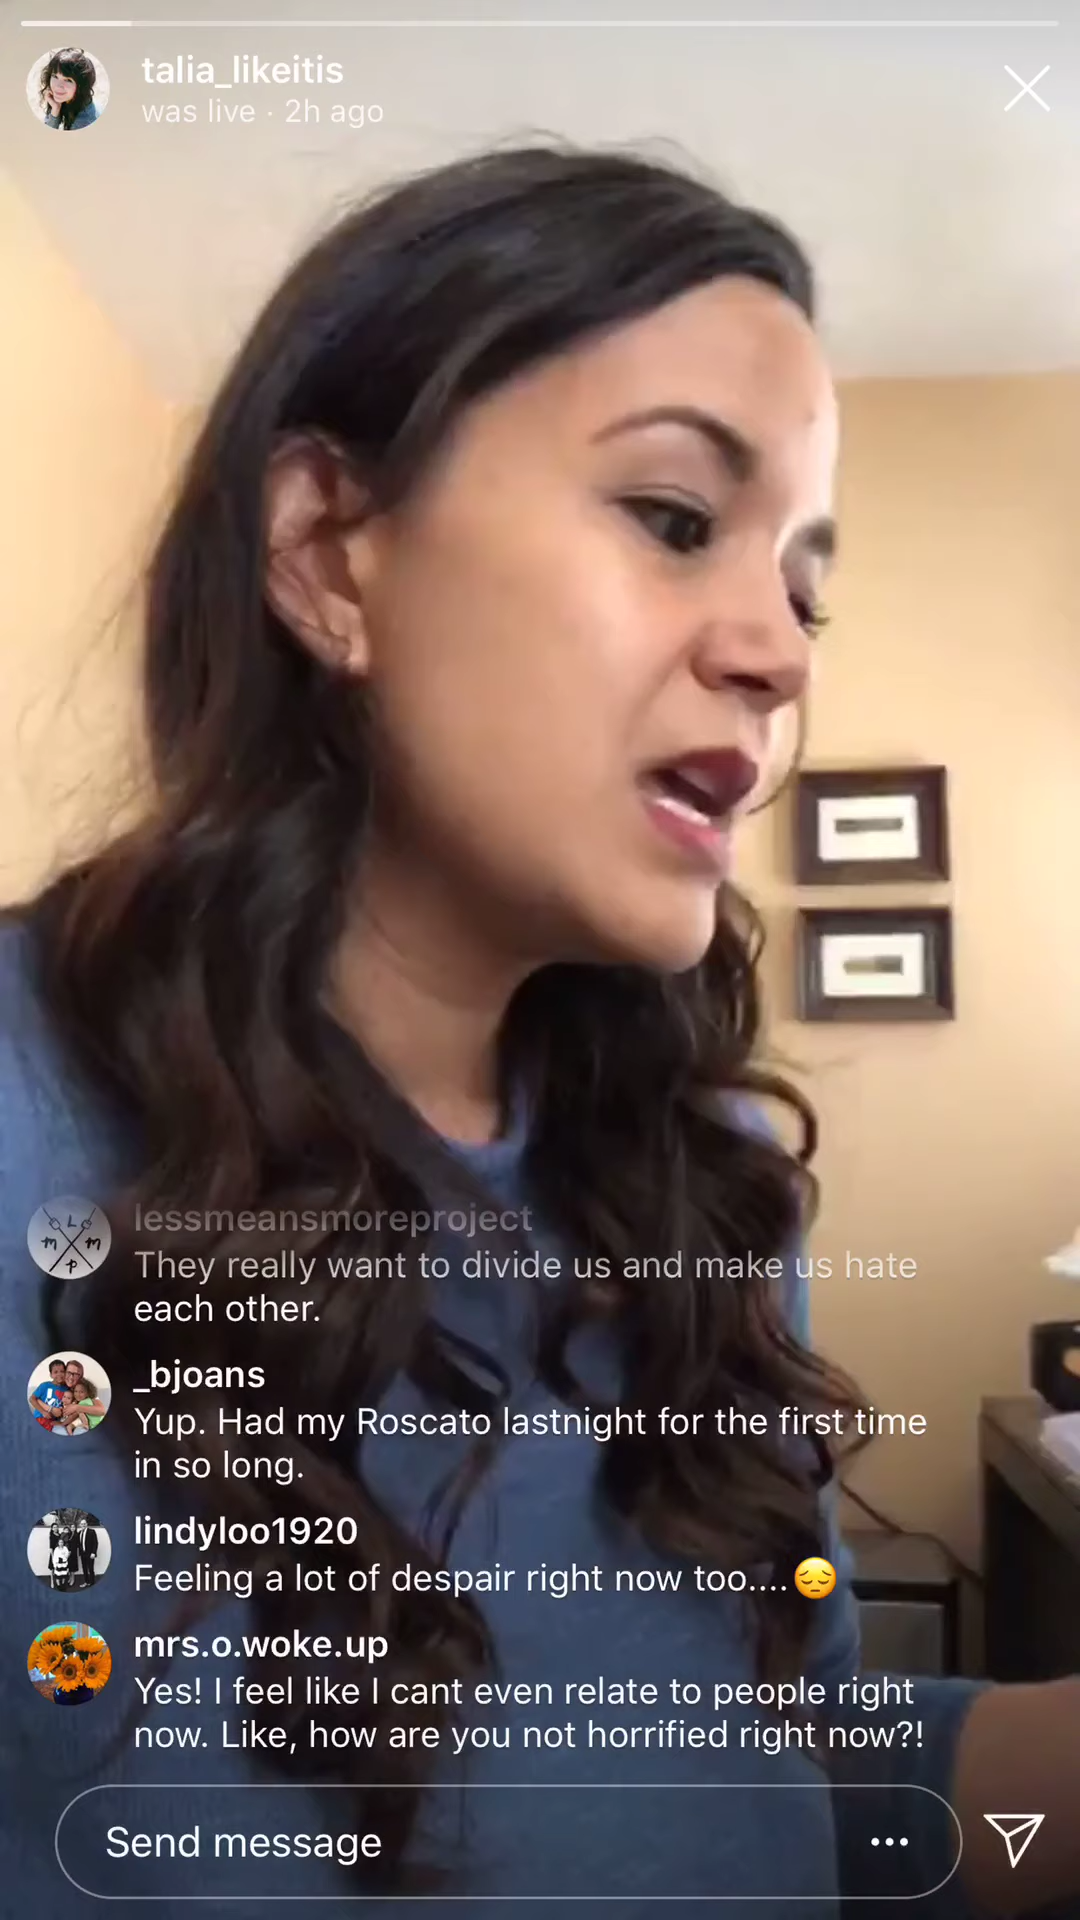 talia_likeitis
was live · 2h ago
L
m m
P
lessmeansmoreproject
They really want to divide us and make us hate
each other.
_bjoans
Yup. Had my Roscato lastnight for the first time
in so long.
lindyloo1920
Feeling a lot of despair right now too....😔
mrs.o.woke.up
Yes! I feel like I cant even relate to people right
now. Like, how are you not horrified right now?!
Send message